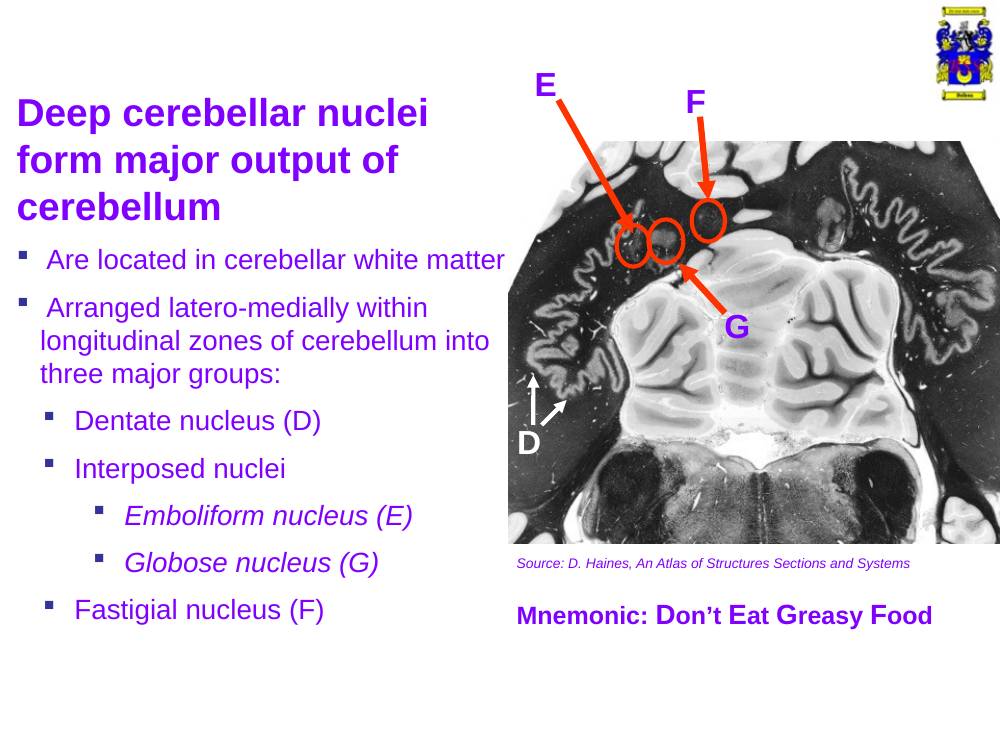 E
F
Deep cerebellar nuclei
form major output of
cerebellum
Are located in cerebellar white matter
Arranged latero-medially within
longitudinal zones of cerebellum into
three major groups:
G
Dentate nucleus (D)
D
Interposed nuclei
Emboliform nucleus (E)
Globose nucleus (G)
Source: D. Haines, An Atlas of Structures Sections and Systems
Fastigial nucleus (F)
Mnemonic: Don’t Eat Greasy Food